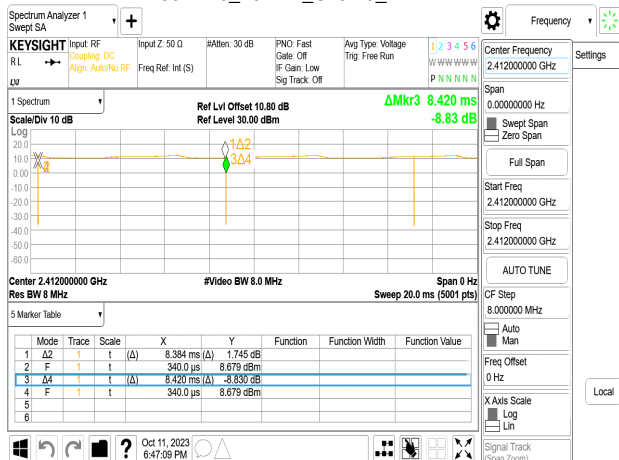 Spectrum Analyzer 1
Swept SA
Frequency
KEYSIGHT
RL
Input: RF
Coupling: DC
Align: Auto/No RF
Input Z: 50 Ω
Freq Ref: Int (S)
#Atten: 30 dB
PNO: Fast
Gate: Off
IF Gain: Low
Sig Track: Off
Avg Type: Voltage
Trig: Free Run
1 2 3 4 5 6
W W W W W W
P N N N N N
1 Spectrum
Scale/Div 10 dB
Ref Lvl Offset 10.80 dB
Ref Level 30.00 dBm
ΔMkr3 8.420 ms
-8.83 dB
Log
20.0
10.0
0.00
-10.0
-20.0
-30.0
-40.0
-50.0
-60.0
1Δ2
3Δ4
Center 2.412000000 GHz
Res BW 8 MHz
#Video BW 8.0 MHz
Span 0 Hz
Sweep 20.0 ms (5001 pts)
5 Marker Table
Mode Trace Scale X Y Function Function Width Function Value
1 Δ2 1 t (Δ) 8.384 ms (Δ) 1.745 dB
2 F 1 t 340.0 µs 8.679 dBm
3 Δ4 1 t (Δ) 8.420 ms (Δ) -8.830 dB
4 F 1 t 340.0 µs 8.679 dBm
5
6
?
Oct 11, 2023
6:47:09 PM
Center Frequency
2.412000000 GHz
Settings
Span
0.00000000 Hz
Swept Span
Zero Span
Full Span
Start Freq
2.412000000 GHz
Stop Freq
2.412000000 GHz
AUTO TUNE
CF Step
8.000000 MHz
Auto
Man
Freq Offset
0 Hz
X Axis Scale
Log
Lin
Local
Signal Track
(Span Zoom)